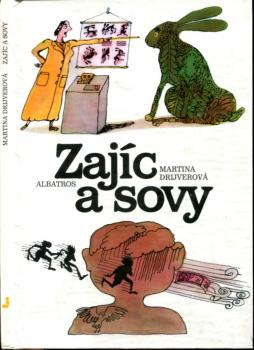 MARTINA DRIJVEROVÁ  ZAJÍC A SOVY
Zajíc
MARTINA
ALBATROS DRIJVEROVÁ
a sovy